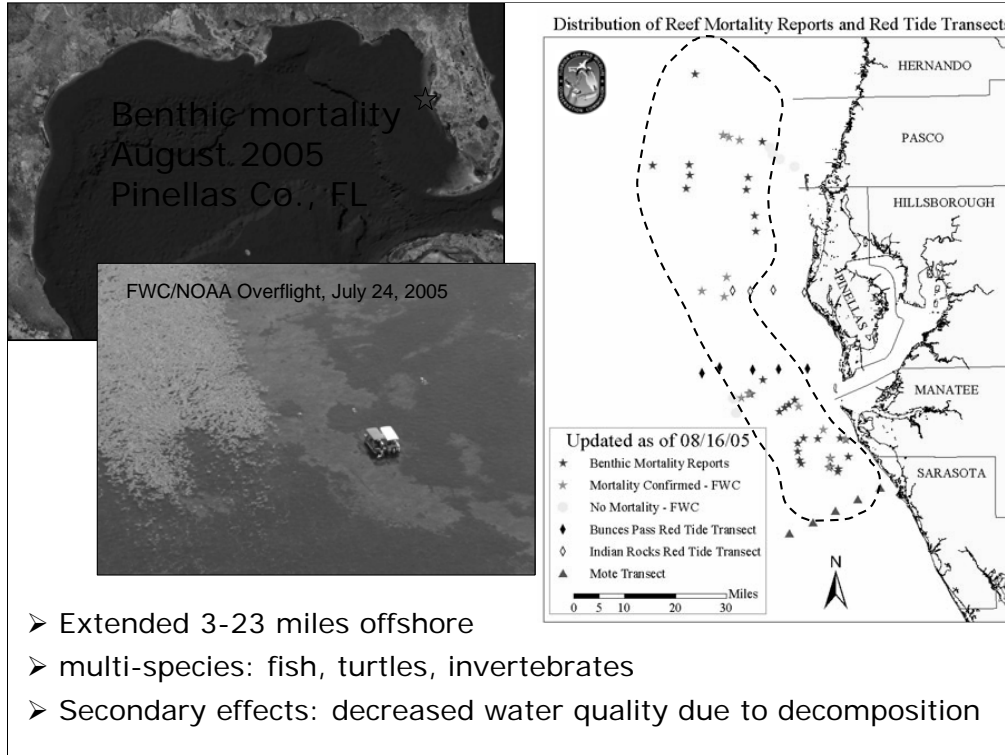 Benthic mortality
August 2005
Pinellas Co., FL
FWC/NOAA Overflight, July 24, 2005
Distribution of Reef Mortality Reports and Red Tide Transects
HERNANDO
PASCO
HILLSBOROUGH
PINELLAS
MANATEE
SARASOTA
Updated as of 08/16/05
Benthic Mortality Reports
Mortality Confirmed - FWC
No Mortality - FWC
Bunces Pass Red Tide Transect
Indian Rocks Red Tide Transect
Mote Transect
Miles
0 5 10 20 30
N
➢ Extended 3-23 miles offshore
➢ multi-species: fish, turtles, invertebrates
➢ Secondary effects: decreased water quality due to decomposition